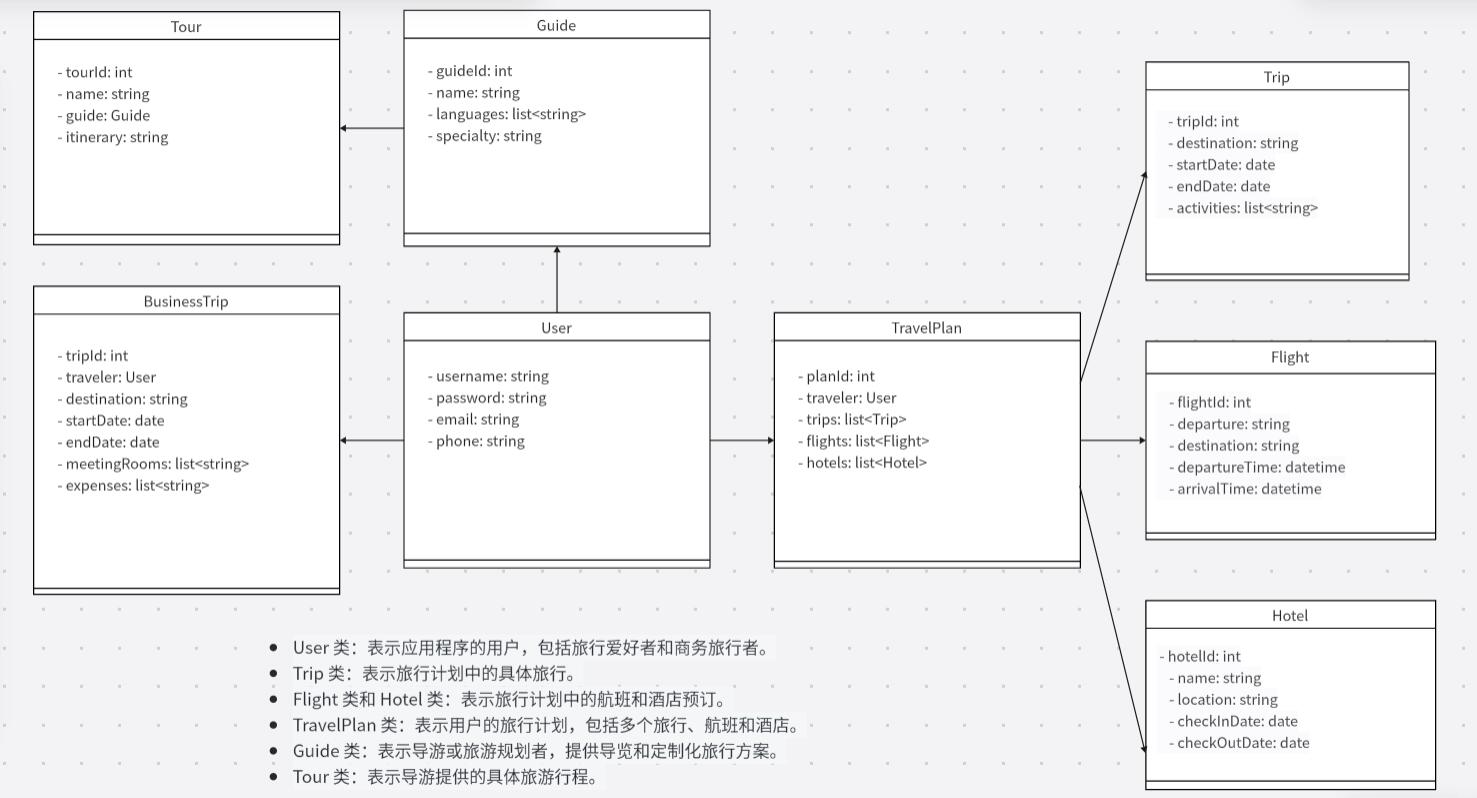 Tour
- tourId: int
- name: string
- guide: Guide
- itinerary: string
Guide
- guideId: int
- name: string
- languages: list<string>
- specialty: string
Trip
- tripId: int
- destination: string
- startDate: date
- endDate: date
- activities: list<string>
BusinessTrip
- tripId: int
- traveler: User
- destination: string
- startDate: date
- endDate: date
- meetingRooms: list<string>
- expenses: list<string>
User
- username: string
- password: string
- email: string
- phone: string
TravelPlan
- planId: int
- traveler: User
- trips: list<Trip>
- flights: list<Flight>
- hotels: list<Hotel>
Flight
- flightId: int
- departure: string
- destination: string
- departureTime: datetime
- arrivalTime: datetime
Hotel
- hotelId: int
- name: string
- location: string
- checkInDate: date
- checkOutDate: date
● User 类：表示应用程序的用户，包括旅行爱好者和商务旅行者。
● Trip 类：表示旅行计划中的具体旅行。
● Flight 类和 Hotel 类：表示旅行计划中的航班和酒店预订。
● TravelPlan 类：表示用户的旅行计划，包括多个旅行、航班和酒店。
● Guide 类：表示导游或旅游规划者，提供导览和定制化旅行方案。
● Tour 类：表示导游提供的具体旅游行程。